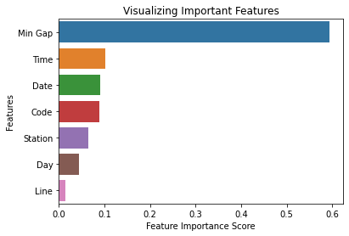 Visualizing Important Features
Min Gap
Time
Date
Code
Station
Day
Line
Features
0.0 0.1 0.2 0.3 0.4 0.5 0.6
Feature Importance Score